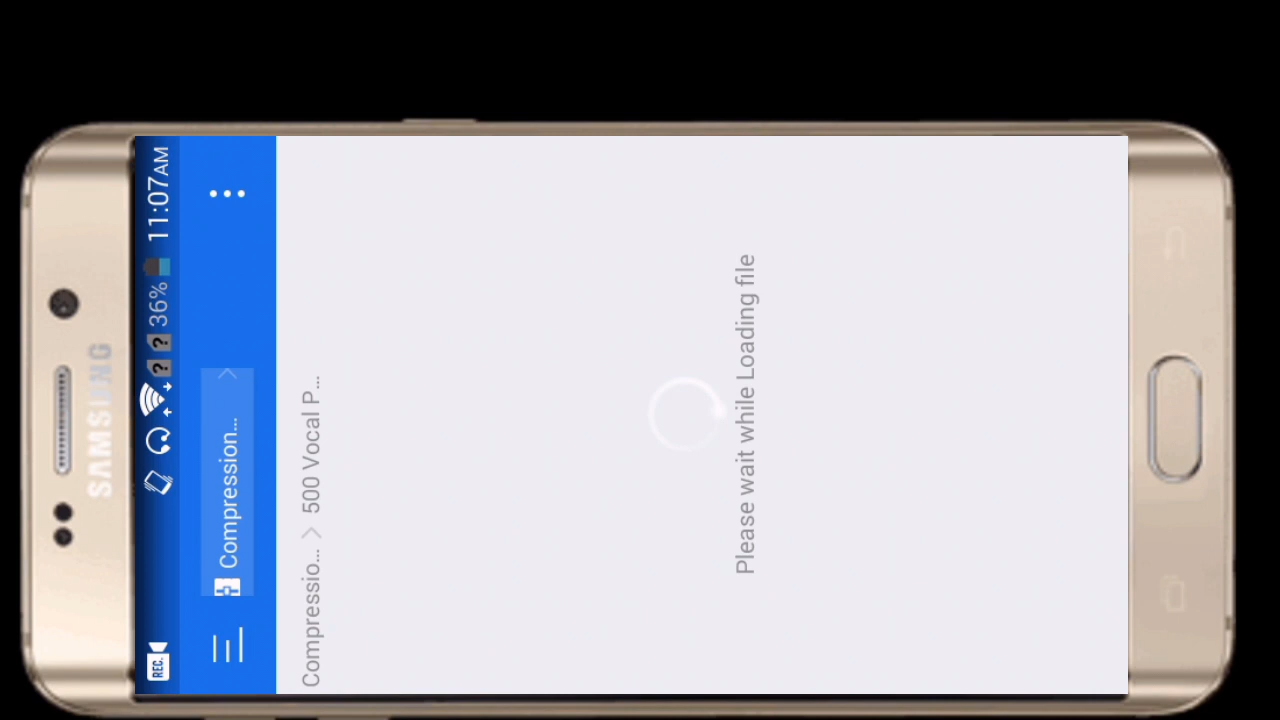 SAMSUNG
REC. 36% 11:07AM
Compression...
Compressio... > 500 Vocal P...
Please wait while Loading file